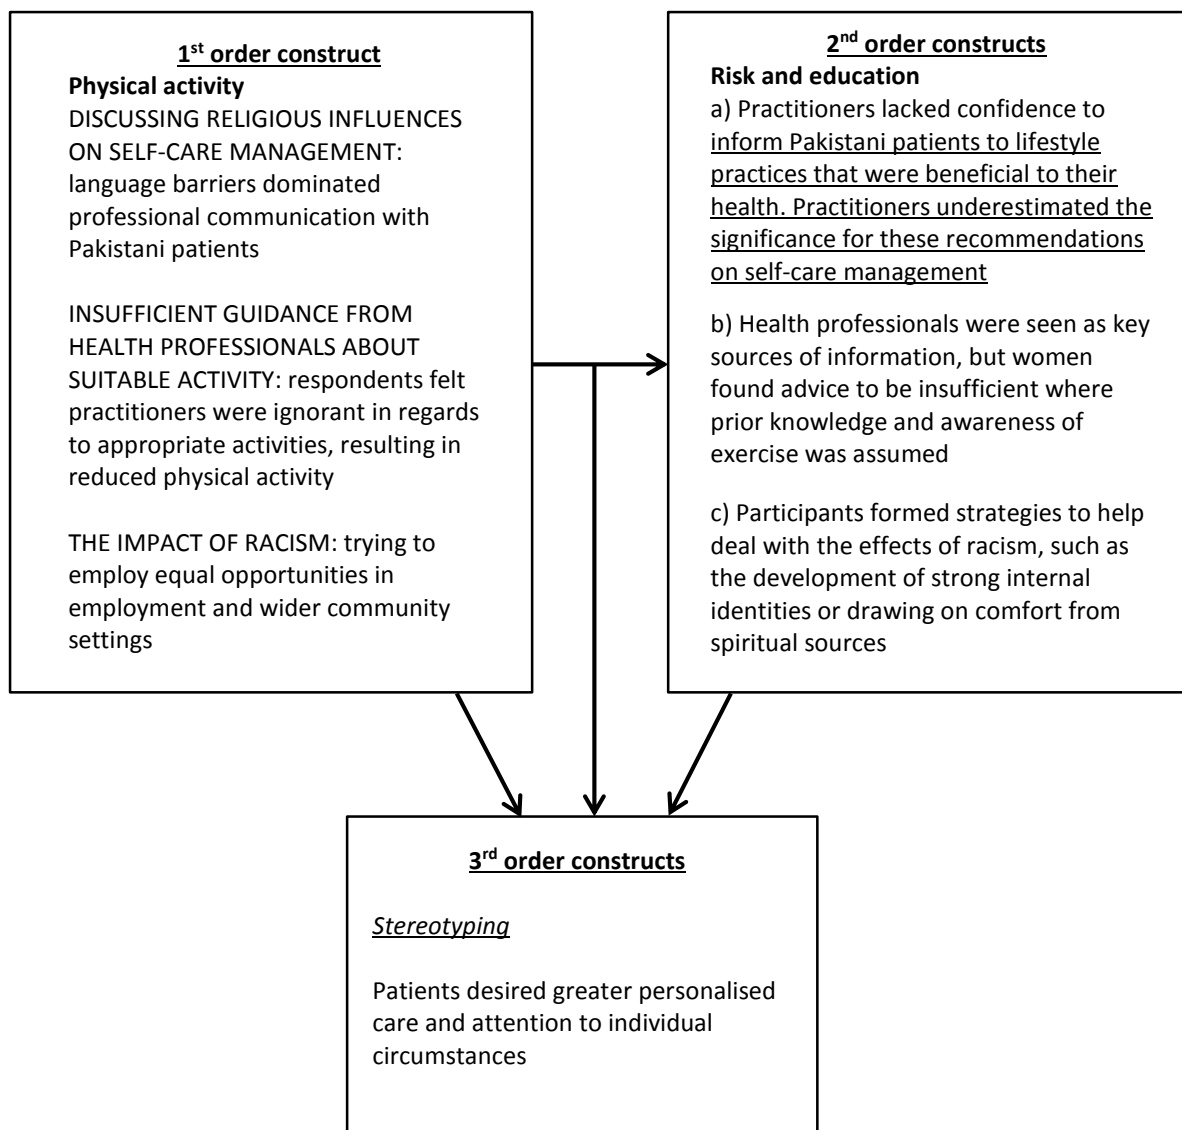 1st order construct
Physical activity
DISCUSSING RELIGIOUS INFLUENCES
ON SELF-CARE MANAGEMENT:
language barriers dominated
professional communication with
Pakistani patients
INSUFFICIENT GUIDANCE FROM
HEALTH PROFESSIONALS ABOUT
SUITABLE ACTIVITY: respondents felt
practitioners were ignorant in regards
to appropriate activities, resulting in
reduced physical activity
THE IMPACT OF RACISM: trying to
employ equal opportunities in
employment and wider community
settings
2nd order constructs
Risk and education
a) Practitioners lacked confidence to
inform Pakistani patients to lifestyle
practices that were beneficial to their
health. Practitioners underestimated the
significance for these recommendations
on self-care management
b) Health professionals were seen as key
sources of information, but women
found advice to be insufficient where
prior knowledge and awareness of
exercise was assumed
c) Participants formed strategies to help
deal with the effects of racism, such as
the development of strong internal
identities or drawing on comfort from
spiritual sources
3rd order constructs
Stereotyping
Patients desired greater personalised
care and attention to individual
circumstances